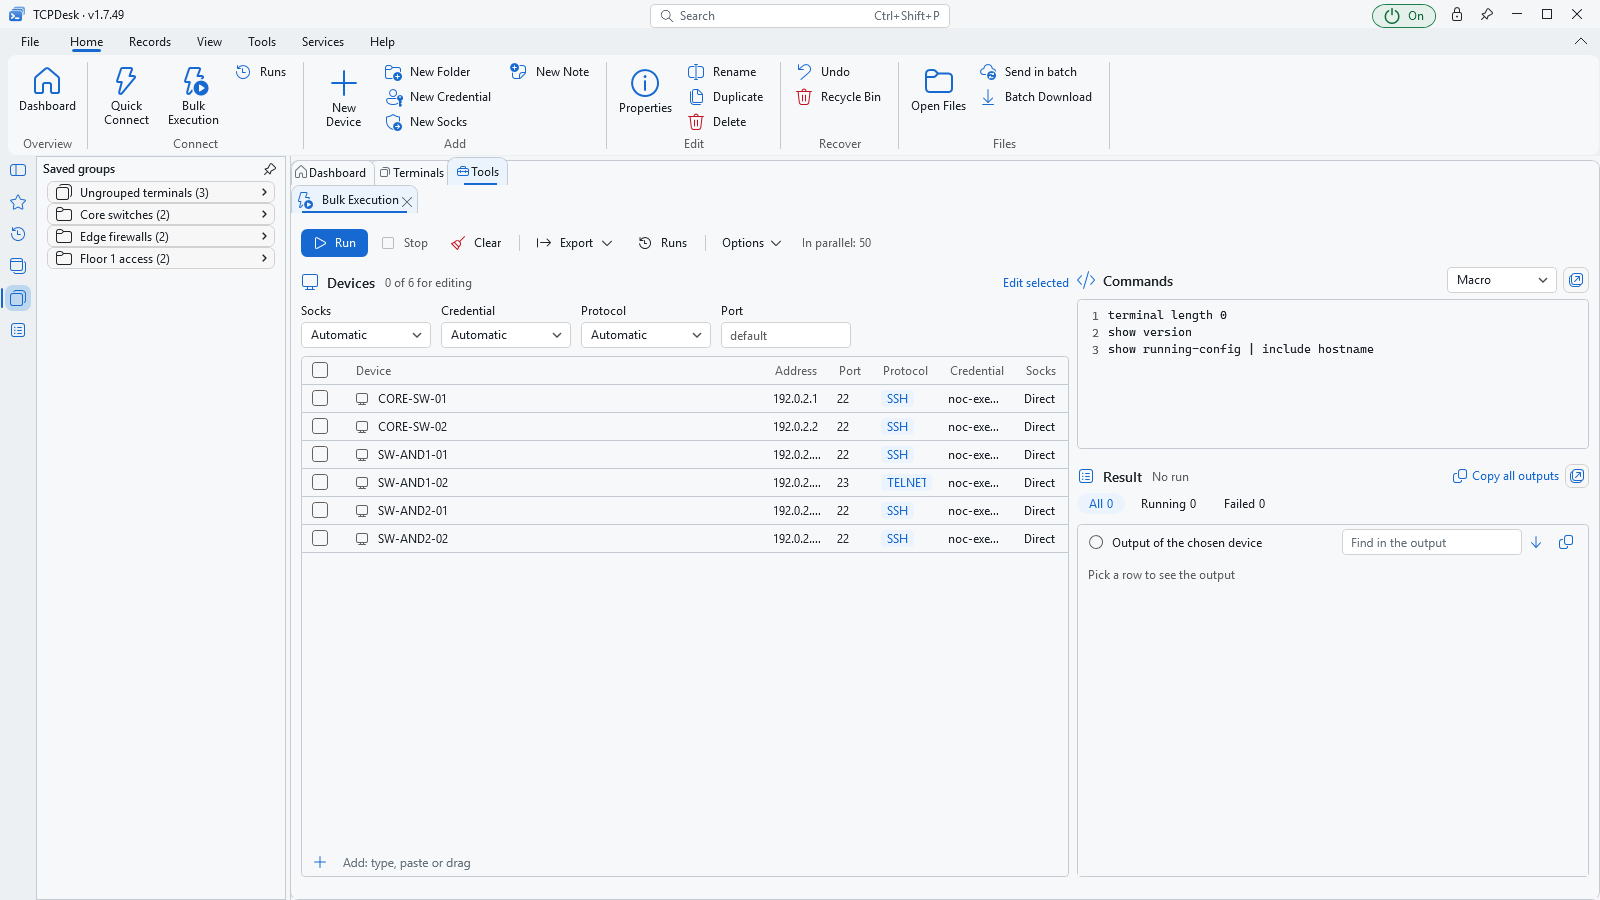 TCPDesk · v1.7.49
Search Ctrl+Shift+P
On
File Home Records View Tools Services Help
Dashboard
Overview
Quick Connect
Bulk Execution
Runs
Connect
New Device
New Folder
New Credential
New Socks
New Note
Add
Properties
Rename
Duplicate
Delete
Edit
Undo
Recycle Bin
Recover
Open Files
Send in batch
Batch Download
Files
Saved groups
Ungrouped terminals (3)
Core switches (2)
Edge firewalls (2)
Floor 1 access (2)
Dashboard Terminals Tools
Bulk Execution
Run Stop Clear Export Runs Options In parallel: 50
Devices 0 of 6 for editing Edit selected
Socks Credential Protocol Port
Automatic Automatic Automatic default
Device Address Port Protocol Credential Socks
CORE-SW-01 192.0.2.1 22 SSH noc-exe... Direct
CORE-SW-02 192.0.2.2 22 SSH noc-exe... Direct
SW-AND1-01 192.0.2.... 22 SSH noc-exe... Direct
SW-AND1-02 192.0.2.... 23 TELNET noc-exe... Direct
SW-AND2-01 192.0.2.... 22 SSH noc-exe... Direct
SW-AND2-02 192.0.2.... 22 SSH noc-exe... Direct
Add: type, paste or drag
Commands Macro
1 terminal length 0
2 show version
3 show running-config | include hostname
Result No run Copy all outputs
All 0 Running 0 Failed 0
Output of the chosen device Find in the output
Pick a row to see the output